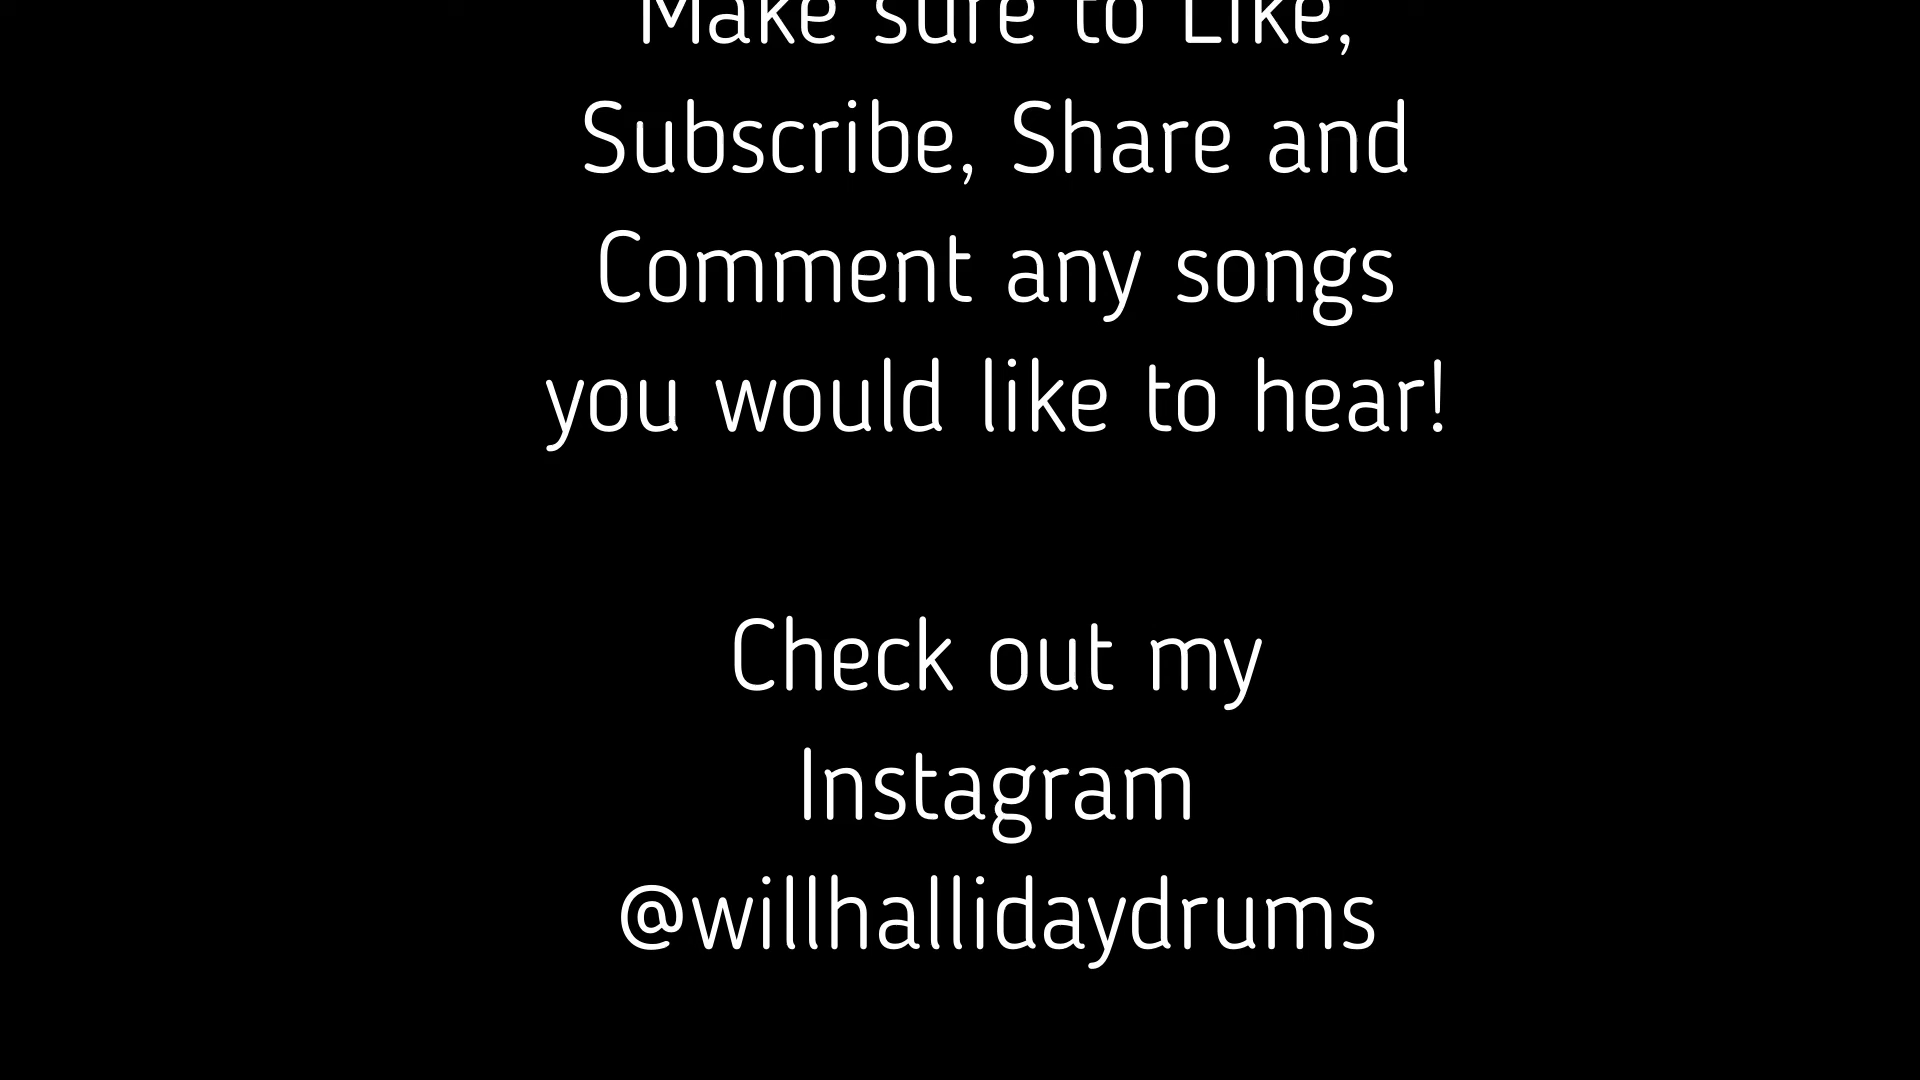 Make sure to Like,
Subscribe, Share and
Comment any songs
you would like to hear!
Check out my
Instagram
@willhallidaydrums